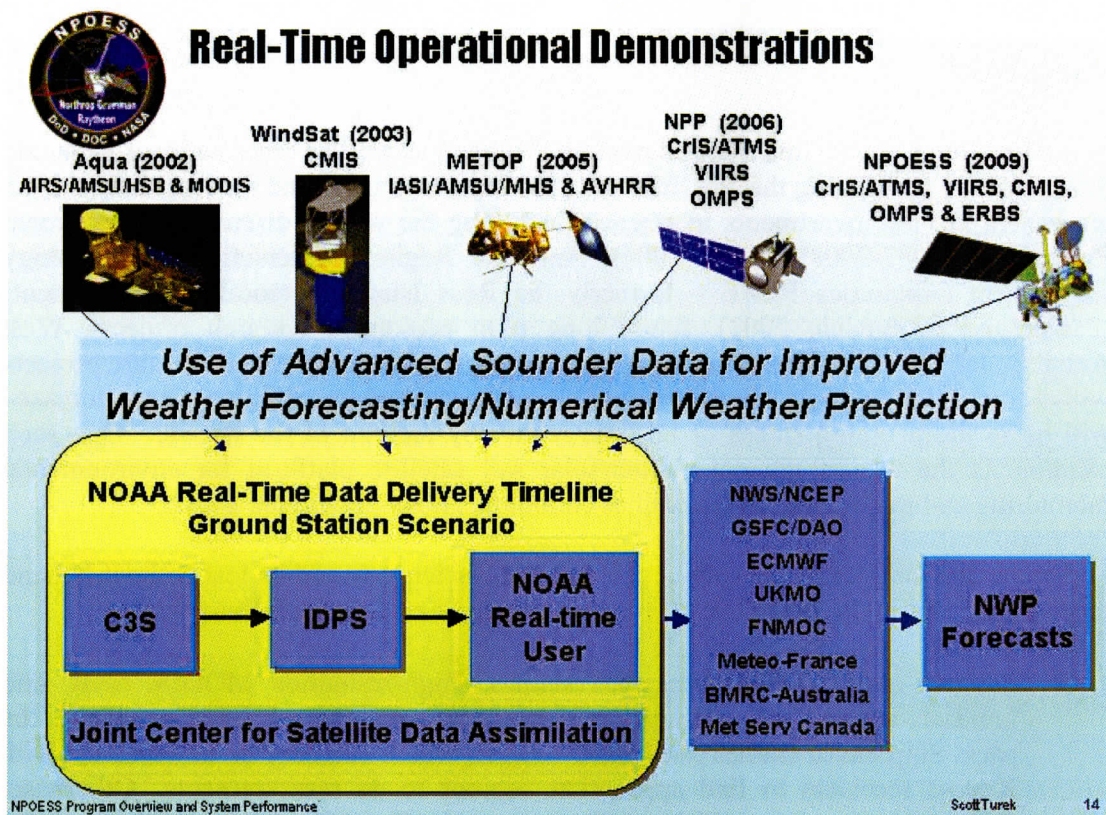 NPOESS
Northrop Grumman
Raytheon
DoD • DOC • NASA
Real-Time Operational Demonstrations
Aqua (2002)
AIRS/AMSU/HSB & MODIS
WindSat (2003)
CMIS
METOP (2005)
IASI/AMSU/MHS & AVHRR
NPP (2006)
CrIS/ATMS
VIIRS
OMPS
NPOESS (2009)
CrIS/ATMS, VIIRS, CMIS,
OMPS & ERBS
Use of Advanced Sounder Data for Improved
Weather Forecasting/Numerical Weather Prediction
NOAA Real-Time Data Delivery Timeline
Ground Station Scenario
C3S
IDPS
NOAA
Real-time
User
Joint Center for Satellite Data Assimilation
NWS/NCEP
GSFC/DAO
ECMWF
UKMO
FNMOC
Meteo-France
BMRC-Australia
Met Serv Canada
NWP
Forecasts
NPOESS Program Overview and System Performance
Scott Turek
14